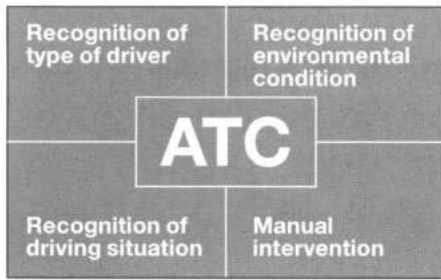 Recognition of
type of driver
Recognition of
environmental
condition
ATC
Recognition of
driving situation
Manual
intervention